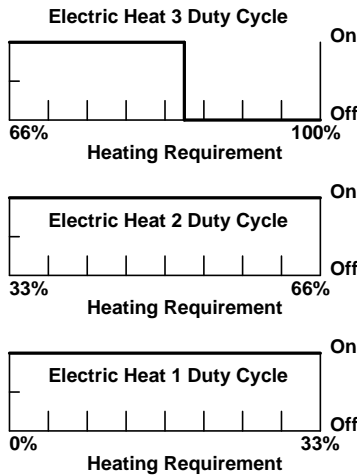 Electric Heat 3 Duty Cycle
On
Off
66% 100%
Heating Requirement
On
Electric Heat 2 Duty Cycle
Off
33% 66%
Heating Requirement
On
Electric Heat 1 Duty Cycle
Off
0% 33%
Heating Requirement